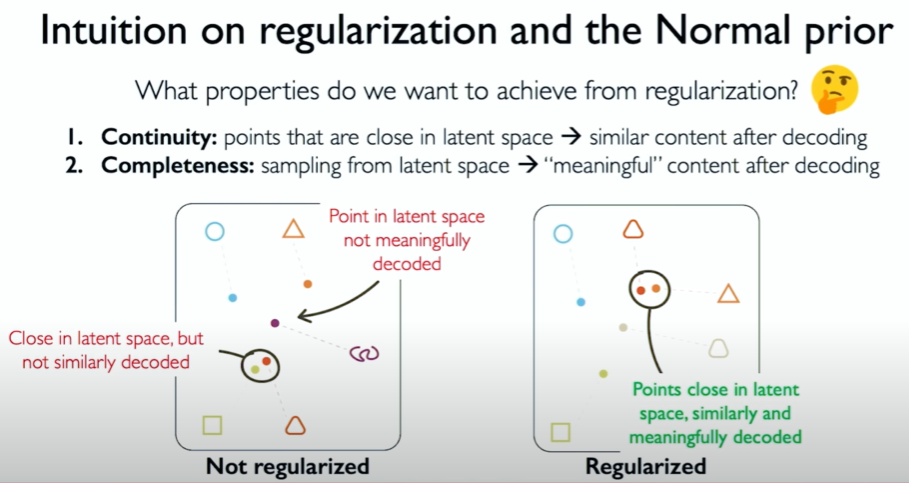 Intuition on regularization and the Normal prior
What properties do we want to achieve from regularization?
1. Continuity: points that are close in latent space → similar content after decoding
2. Completeness: sampling from latent space → "meaningful" content after decoding
Point in latent space
not meaningfully
decoded
Close in latent space, but
not similarly decoded
Not regularized
Points close in latent
space, similarly and
meaningfully decoded
Regularized